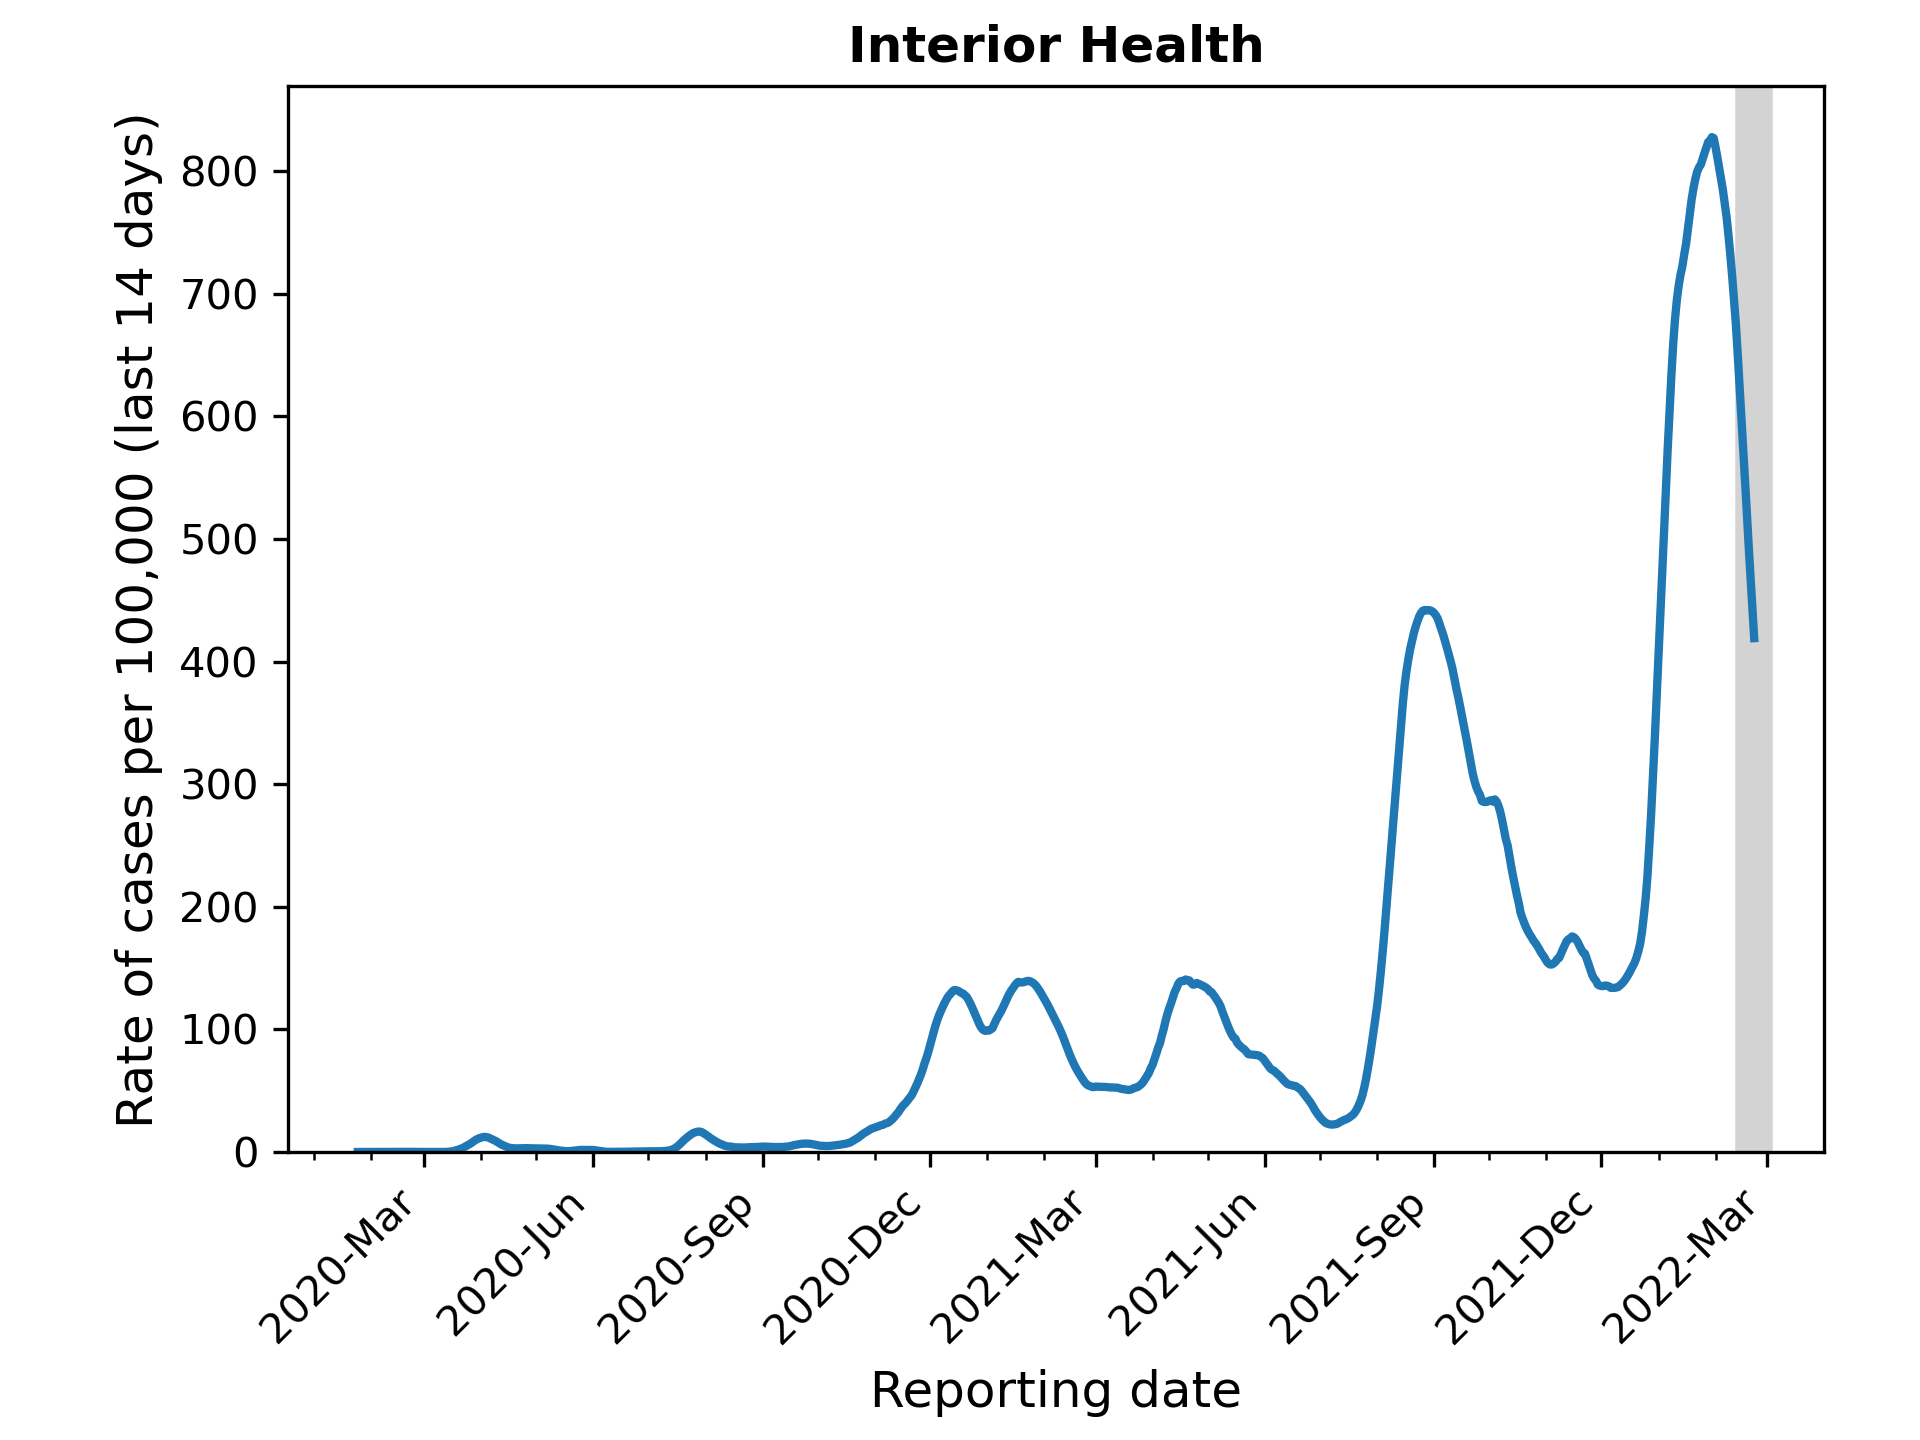 Interior Health
Rate of cases per 100,000 (last 14 days)
800
700
600
500
400
300
200
100
0
2020-Mar
2020-Jun
2020-Sep
2020-Dec
2021-Mar
2021-Jun
2021-Sep
2021-Dec
2022-Mar
Reporting date